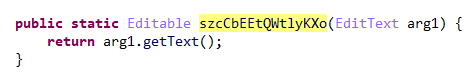 public static Editable szcCbEEtQWtlyKXo(EditText arg1) {
    return arg1.getText();
}